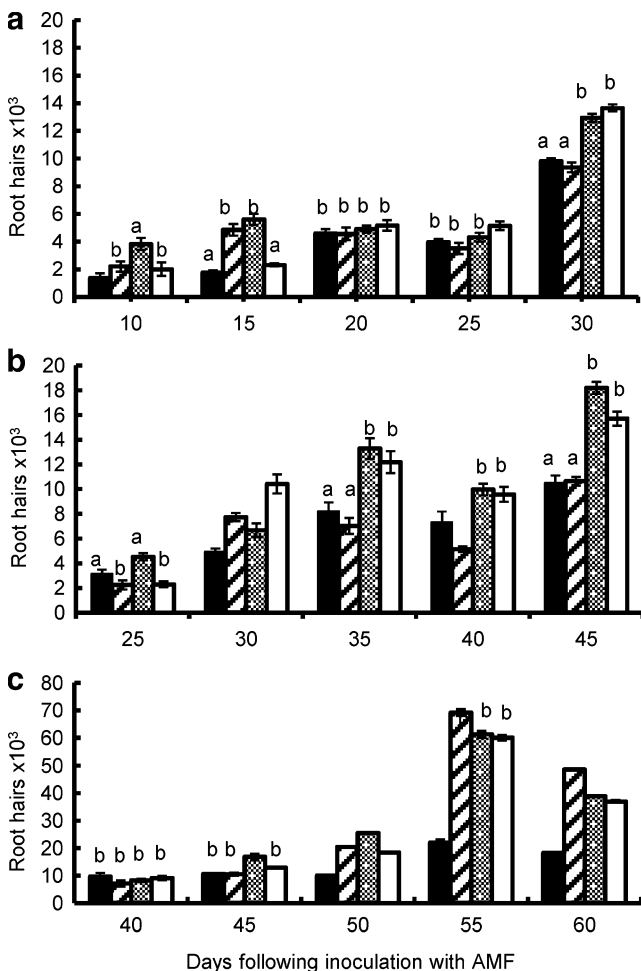 a
20
18
16
14
12
10
8
6
4
2
0
Root hairs x10³
b a b
b b a a
b b b b
b b b
a a b b
10 15 20 25 30
b
20
18
16
14
12
10
8
6
4
2
0
Root hairs x10³
a b a b
a a b b
b b
a a b b
25 30 35 40 45
c
80
70
60
50
40
30
20
10
0
Root hairs x10³
b b b b
b b b
b b
40 45 50 55 60
Days following inoculation with AMF